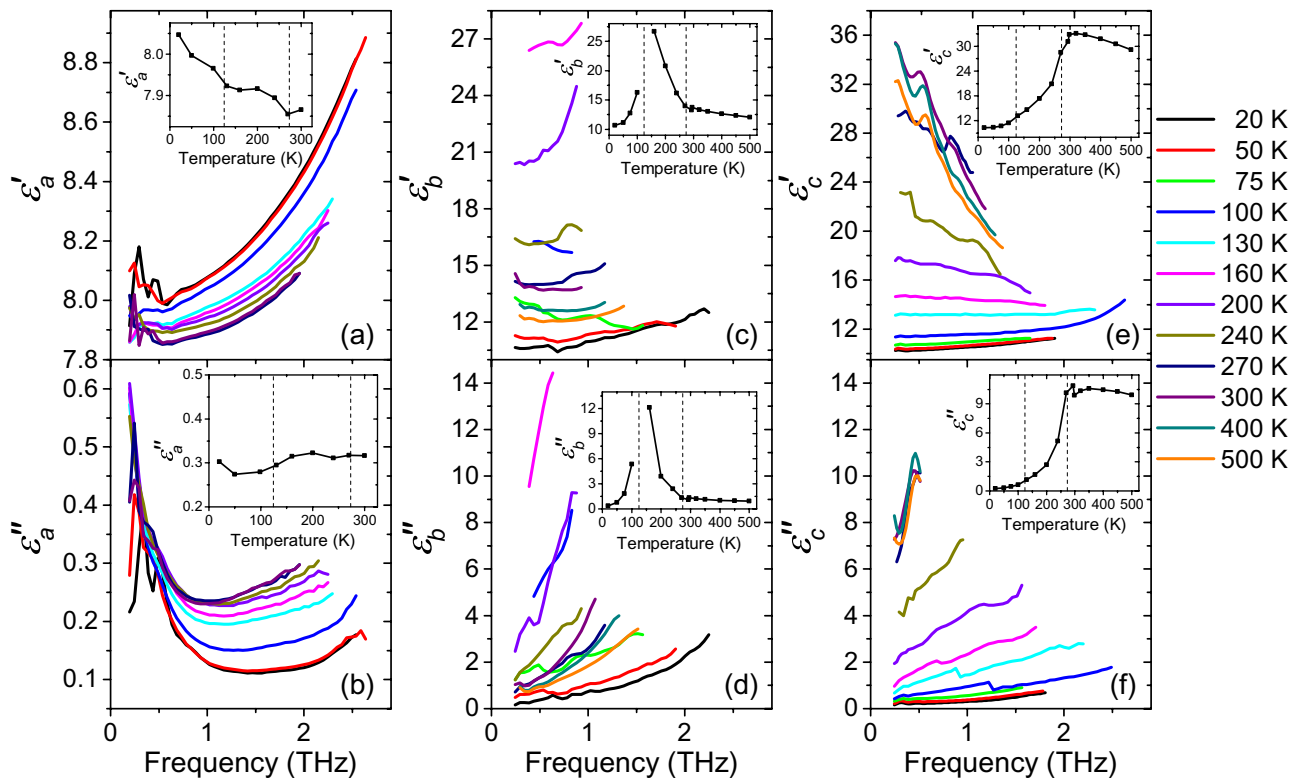 8.8
8.6
8.4
8.2
8.0
7.8
ε'a
8.0
7.9
ε'a
0 100 200 300
Temperature (K)
(a)
0.6
0.5
0.4
0.3
0.2
0.1
ε''a
0.5
0.4
0.3
0.2
ε''a
0 100 200 300
Temperature (K)
(b)
0 1 2
Frequency (THz)
27
24
21
18
15
12
ε'b
25
20
15
10
ε'b
0 100 200 300 400 500
Temperature (K)
(c)
14
12
10
8
6
4
2
0
ε''b
12
9
6
3
0
ε''b
0 100 200 300 400 500
Temperature (K)
(d)
0 1 2
Frequency (THz)
36
32
28
24
20
16
12
ε'c
30
24
18
12
ε'c
0 100 200 300 400 500
Temperature (K)
(e)
14
12
10
8
6
4
2
0
ε''c
9
6
3
0
ε''c
0 100 200 300 400 500
Temperature (K)
(f)
0 1 2
Frequency (THz)
20 K
50 K
75 K
100 K
130 K
160 K
200 K
240 K
270 K
300 K
400 K
500 K